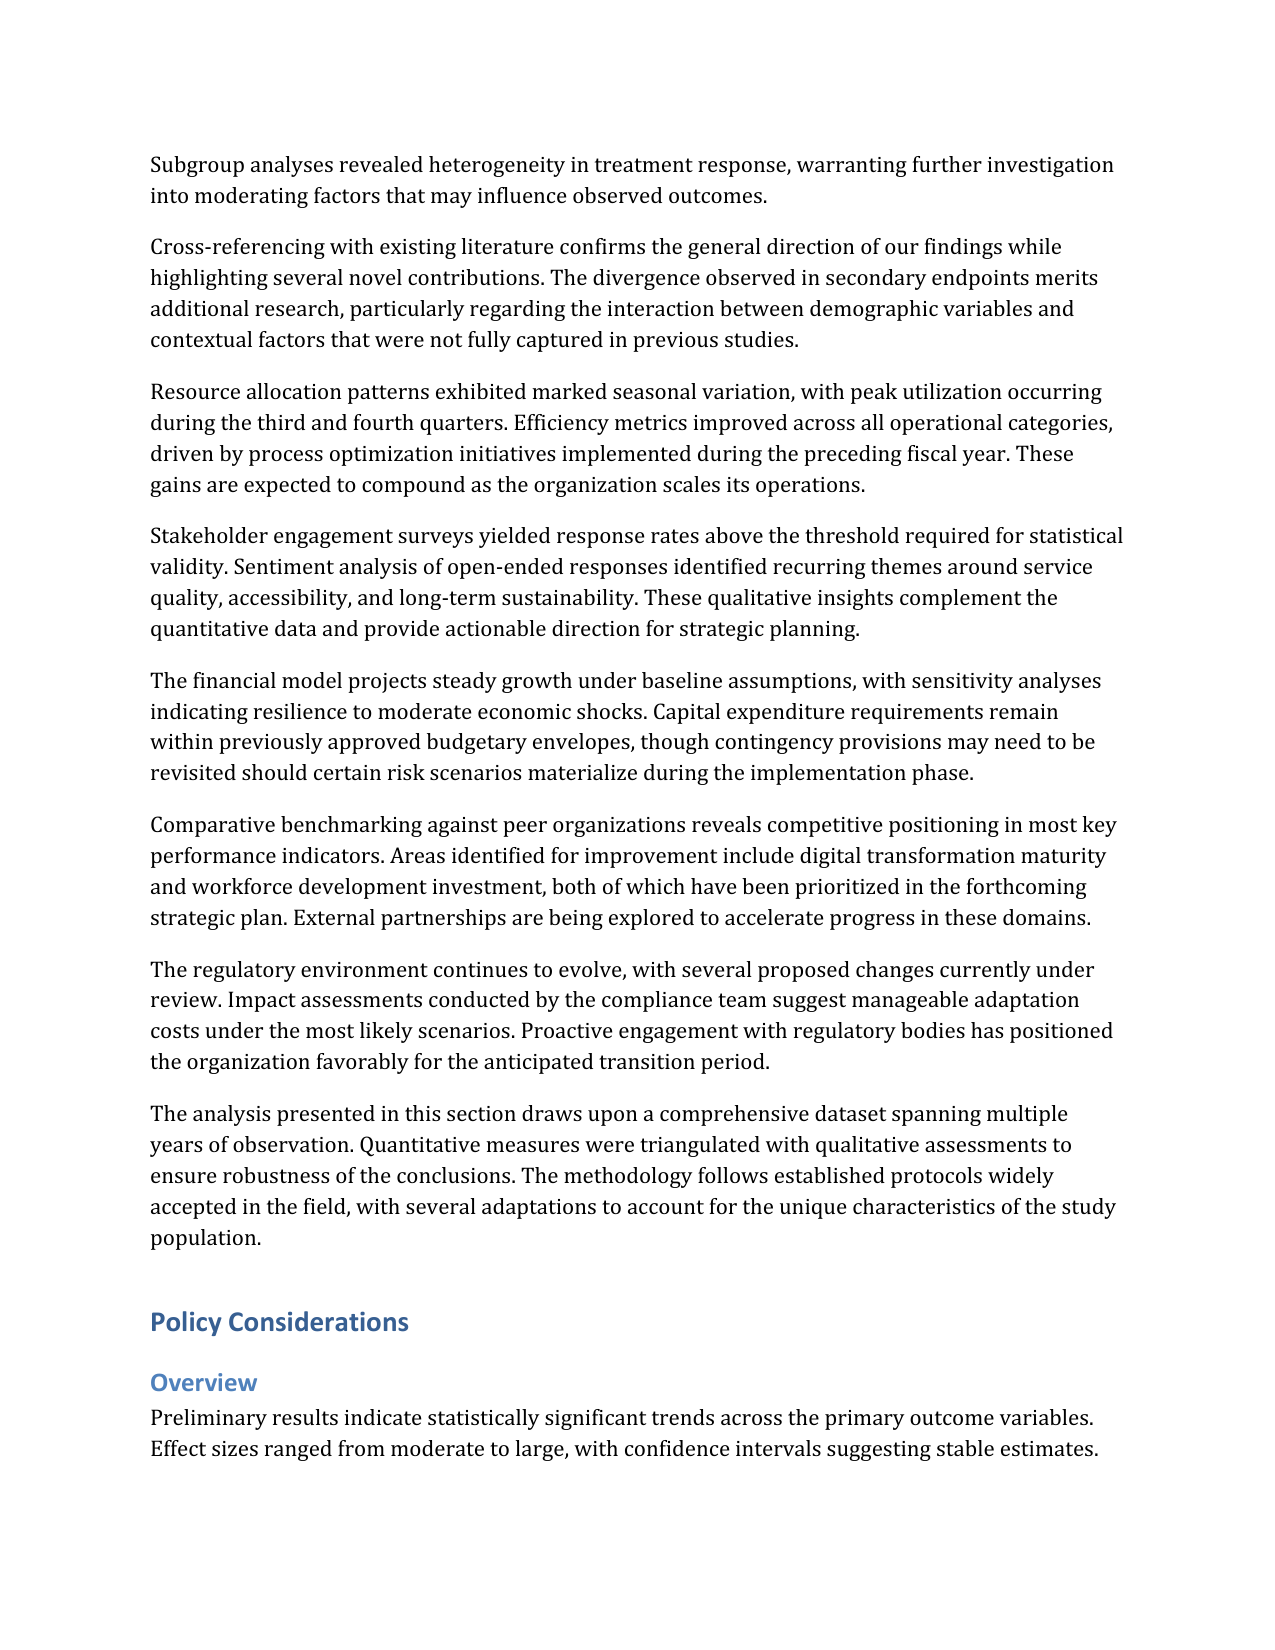 Subgroup analyses revealed heterogeneity in treatment response, warranting further investigation
into moderating factors that may influence observed outcomes.
Cross-referencing with existing literature confirms the general direction of our findings while
highlighting several novel contributions. The divergence observed in secondary endpoints merits
additional research, particularly regarding the interaction between demographic variables and
contextual factors that were not fully captured in previous studies.
Resource allocation patterns exhibited marked seasonal variation, with peak utilization occurring
during the third and fourth quarters. Efficiency metrics improved across all operational categories,
driven by process optimization initiatives implemented during the preceding fiscal year. These
gains are expected to compound as the organization scales its operations.
Stakeholder engagement surveys yielded response rates above the threshold required for statistical
validity. Sentiment analysis of open-ended responses identified recurring themes around service
quality, accessibility, and long-term sustainability. These qualitative insights complement the
quantitative data and provide actionable direction for strategic planning.
The financial model projects steady growth under baseline assumptions, with sensitivity analyses
indicating resilience to moderate economic shocks. Capital expenditure requirements remain
within previously approved budgetary envelopes, though contingency provisions may need to be
revisited should certain risk scenarios materialize during the implementation phase.
Comparative benchmarking against peer organizations reveals competitive positioning in most key
performance indicators. Areas identified for improvement include digital transformation maturity
and workforce development investment, both of which have been prioritized in the forthcoming
strategic plan. External partnerships are being explored to accelerate progress in these domains.
The regulatory environment continues to evolve, with several proposed changes currently under
review. Impact assessments conducted by the compliance team suggest manageable adaptation
costs under the most likely scenarios. Proactive engagement with regulatory bodies has positioned
the organization favorably for the anticipated transition period.
The analysis presented in this section draws upon a comprehensive dataset spanning multiple
years of observation. Quantitative measures were triangulated with qualitative assessments to
ensure robustness of the conclusions. The methodology follows established protocols widely
accepted in the field, with several adaptations to account for the unique characteristics of the study
population.
Policy Considerations
Overview
Preliminary results indicate statistically significant trends across the primary outcome variables.
Effect sizes ranged from moderate to large, with confidence intervals suggesting stable estimates.